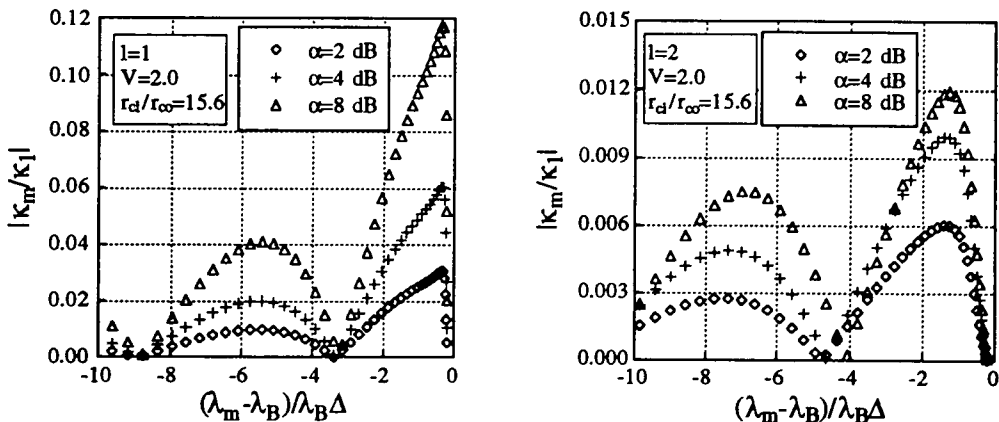 0.12
0.10
0.08
0.06
0.04
0.02
0.00
|κm/κ1|
l=1
V=2.0
rcl/rco=15.6
α=2 dB
α=4 dB
α=8 dB
-10 -8 -6 -4 -2 0
(λm-λB)/λBΔ
0.015
0.012
0.009
0.006
0.003
0.000
|κm/κ1|
l=2
V=2.0
rcl/rco=15.6
α=2 dB
α=4 dB
α=8 dB
-10 -8 -6 -4 -2 0
(λm-λB)/λBΔ